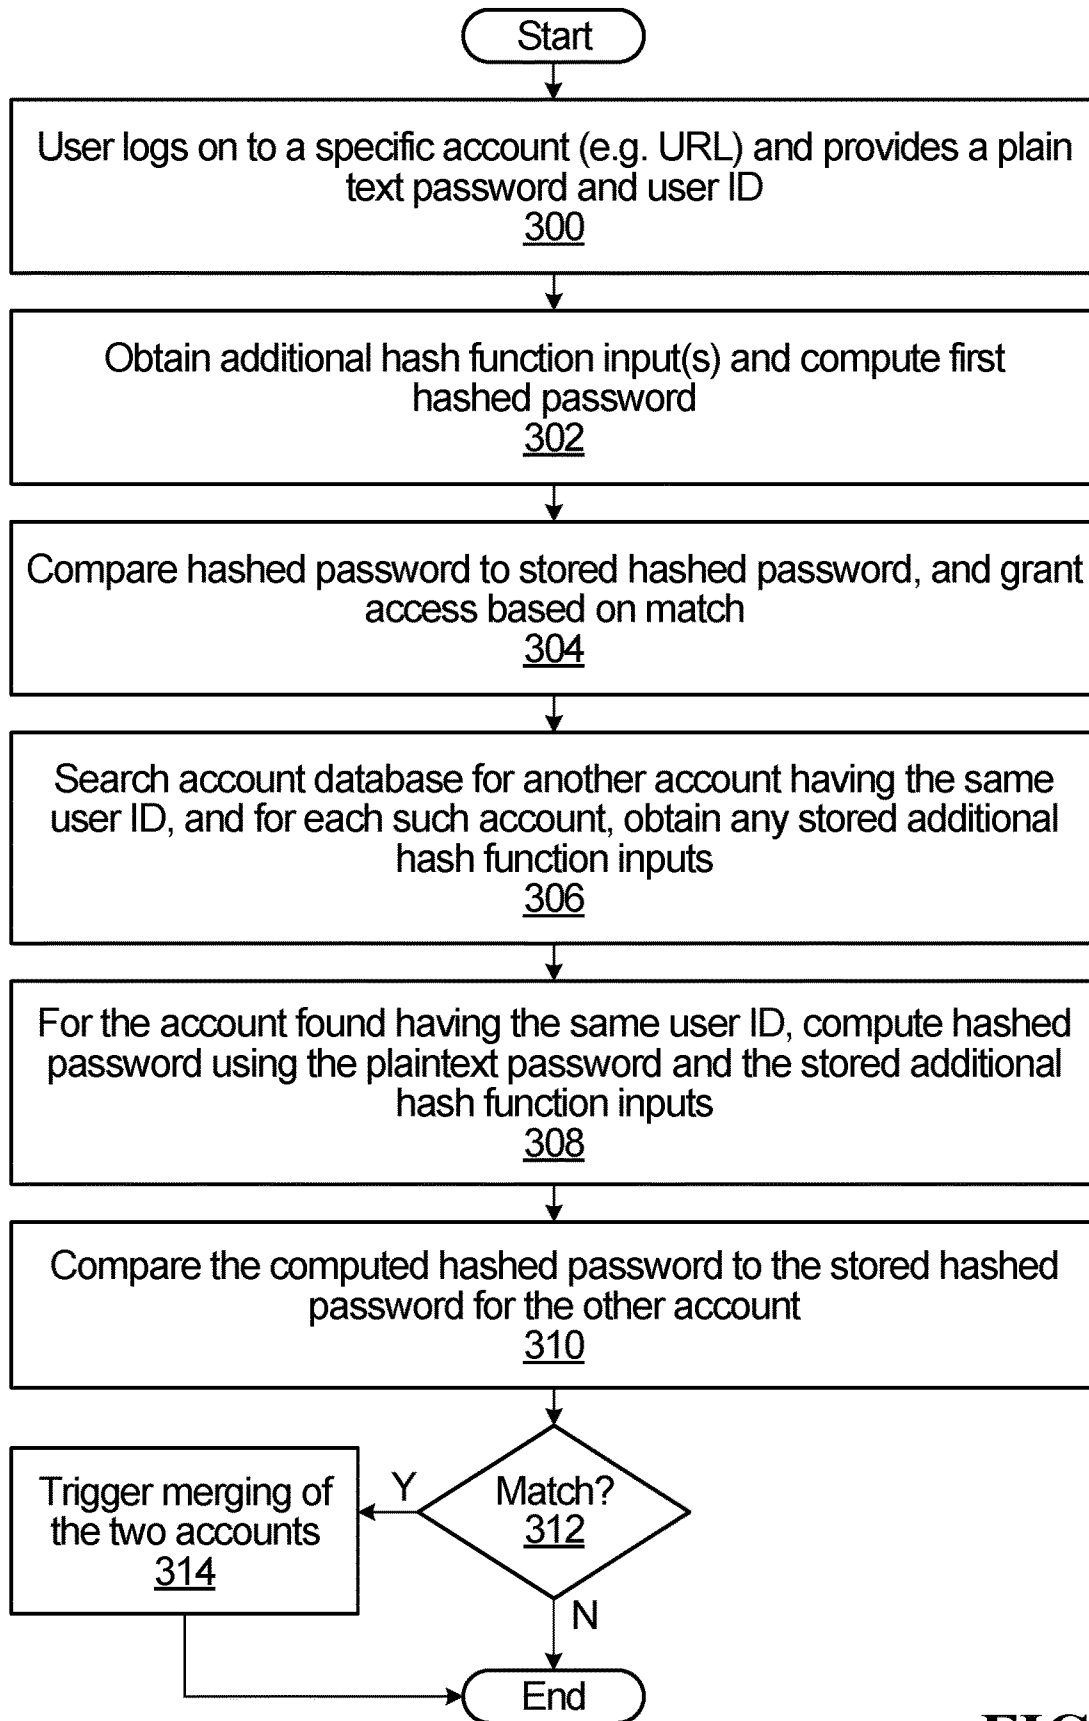 Start
User logs on to a specific account (e.g. URL) and provides a plain
text password and user ID
300
Obtain additional hash function input(s) and compute first
hashed password
302
Compare hashed password to stored hashed password, and grant
access based on match
304
Search account database for another account having the same
user ID, and for each such account, obtain any stored additional
hash function inputs
306
For the account found having the same user ID, compute hashed
password using the plaintext password and the stored additional
hash function inputs
308
Compare the computed hashed password to the stored hashed
password for the other account
310
Match?
312
Y
Trigger merging of
the two accounts
314
N
End